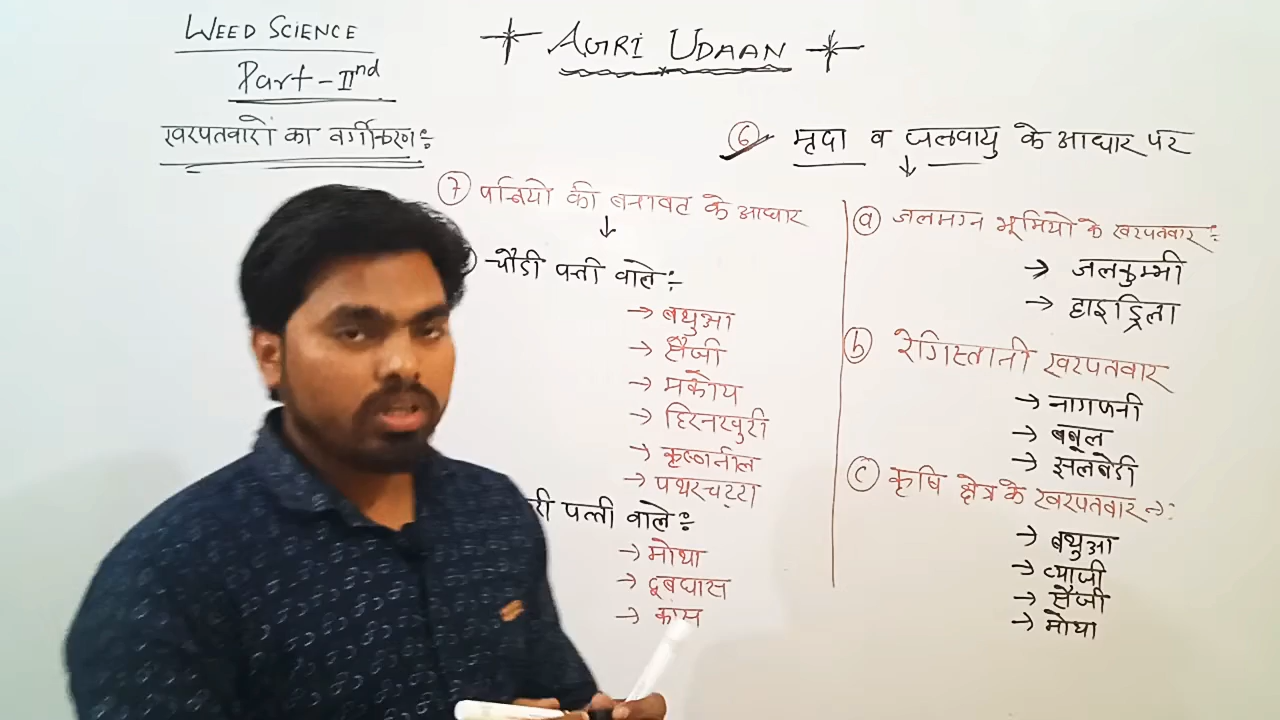 WEED SCIENCE
Part-IInd
खरपतवारों का वर्गीकरण:
AGRI UDAAN
6 मृदा व जलवायु के आधार पर
7 पत्तियो की बनावट के आधार
चौडी पत्ती वाले:
→ बथुआ
→ सैंजी
→ मकोय
→ हिरनखुरी
→ कृष्णनील
→ पथरचट्टा
री पत्ती वाले:
→ मोथा
→ दूबघास
→ कांस
a जलमग्न भूमियो के खरपतवार:
→ जलकुम्भी
→ हाइड्रिला
b रेगिस्तानी खरपतवार
→ नागफनी
→ बबूल
→ झलबेडी
c कृषि क्षेत्र के खरपतवार →:
→ बथुआ
→ प्याजी
→ सैंजी
→ मोथा